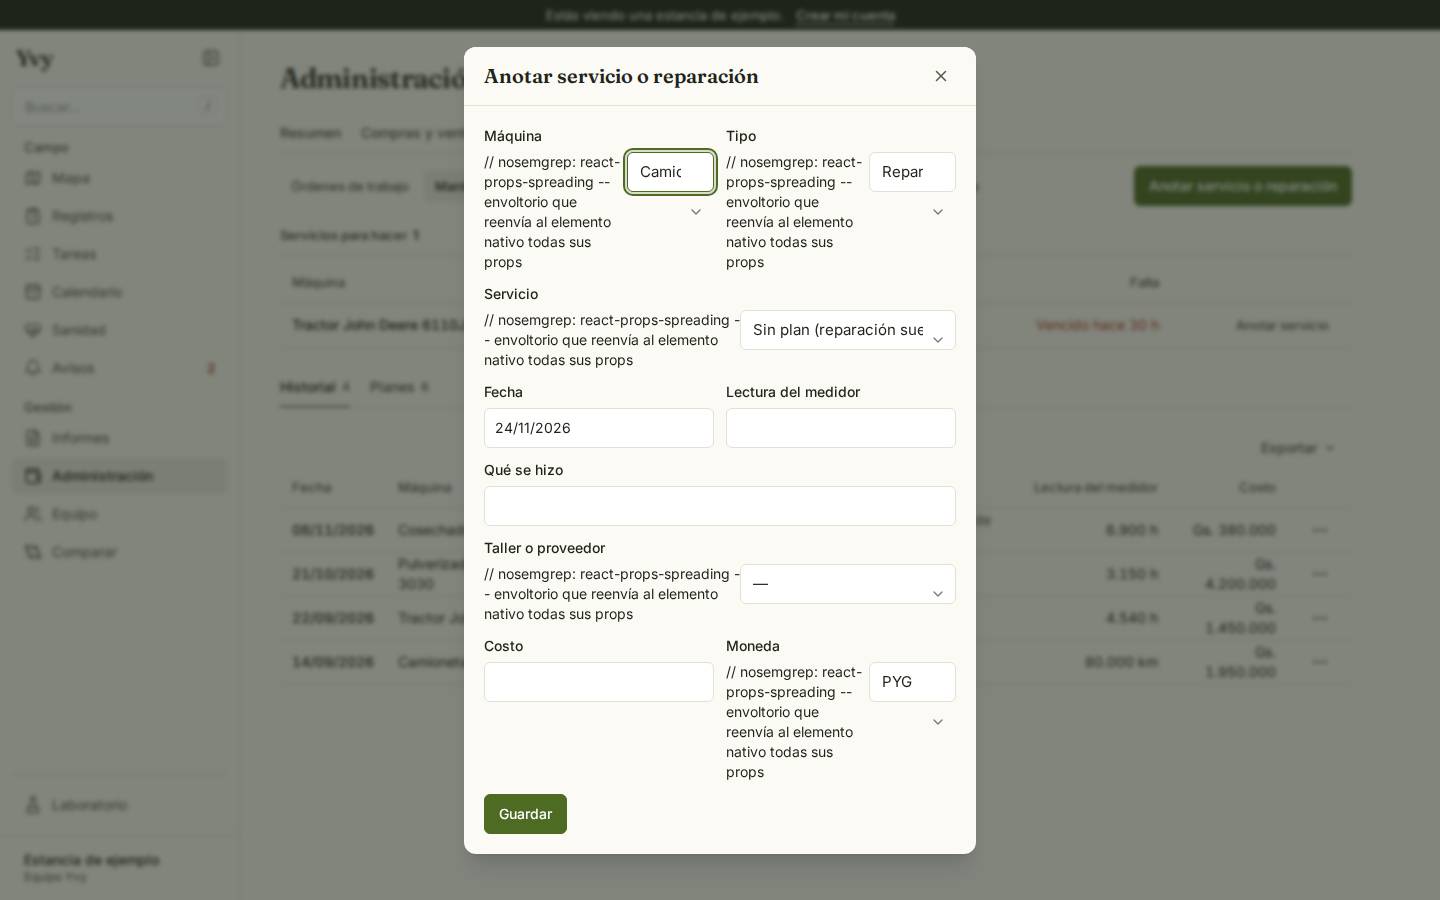 Estás viendo una estancia de ejemplo. Crear mi cuenta
Yvy
Buscar... /
Campo
Mapa
Registros
Tareas
Calendario
Sanidad
Avisos 2
Gestión
Informes
Administración
Equipo
Comparar
Laboratorio
Estancia de ejemplo
Equipo Yvy
Administració
Resumen Compras y ven
Órdenes de trabajo
Anotar servicio o reparación
Servicios para hacer 1
Máquina Falta
Tractor John Deere 6110J Vencido hace 30 h Anotar servicio
Historial 4 Planes 6
Exportar
Fecha Máquina Lectura del medidor Costo
08/11/2026 Cosechad 6.900 h Gs. 380.000 —
21/10/2026 Pulverizad 3030 3.150 h Gs. 4.200.000 —
22/09/2026 Tractor Jo 4.540 h Gs. 1.450.000 —
14/09/2026 Camioneta 80.000 km Gs. 1.950.000 —
Anotar servicio o reparación
Máquina
// nosemgrep: react-
props-spreading --
envoltorio que
reenvía al elemento
nativo todas sus
props
Camic
Tipo
// nosemgrep: react-
props-spreading --
envoltorio que
reenvía al elemento
nativo todas sus
props
Repar
Servicio
// nosemgrep: react-props-spreading -
- envoltorio que reenvía al elemento
nativo todas sus props
Sin plan (reparación sue
Fecha
24/11/2026
Lectura del medidor
Qué se hizo
Taller o proveedor
// nosemgrep: react-props-spreading -
- envoltorio que reenvía al elemento
nativo todas sus props
—
Costo
Moneda
// nosemgrep: react-
props-spreading --
envoltorio que
reenvía al elemento
nativo todas sus
props
PYG
Guardar